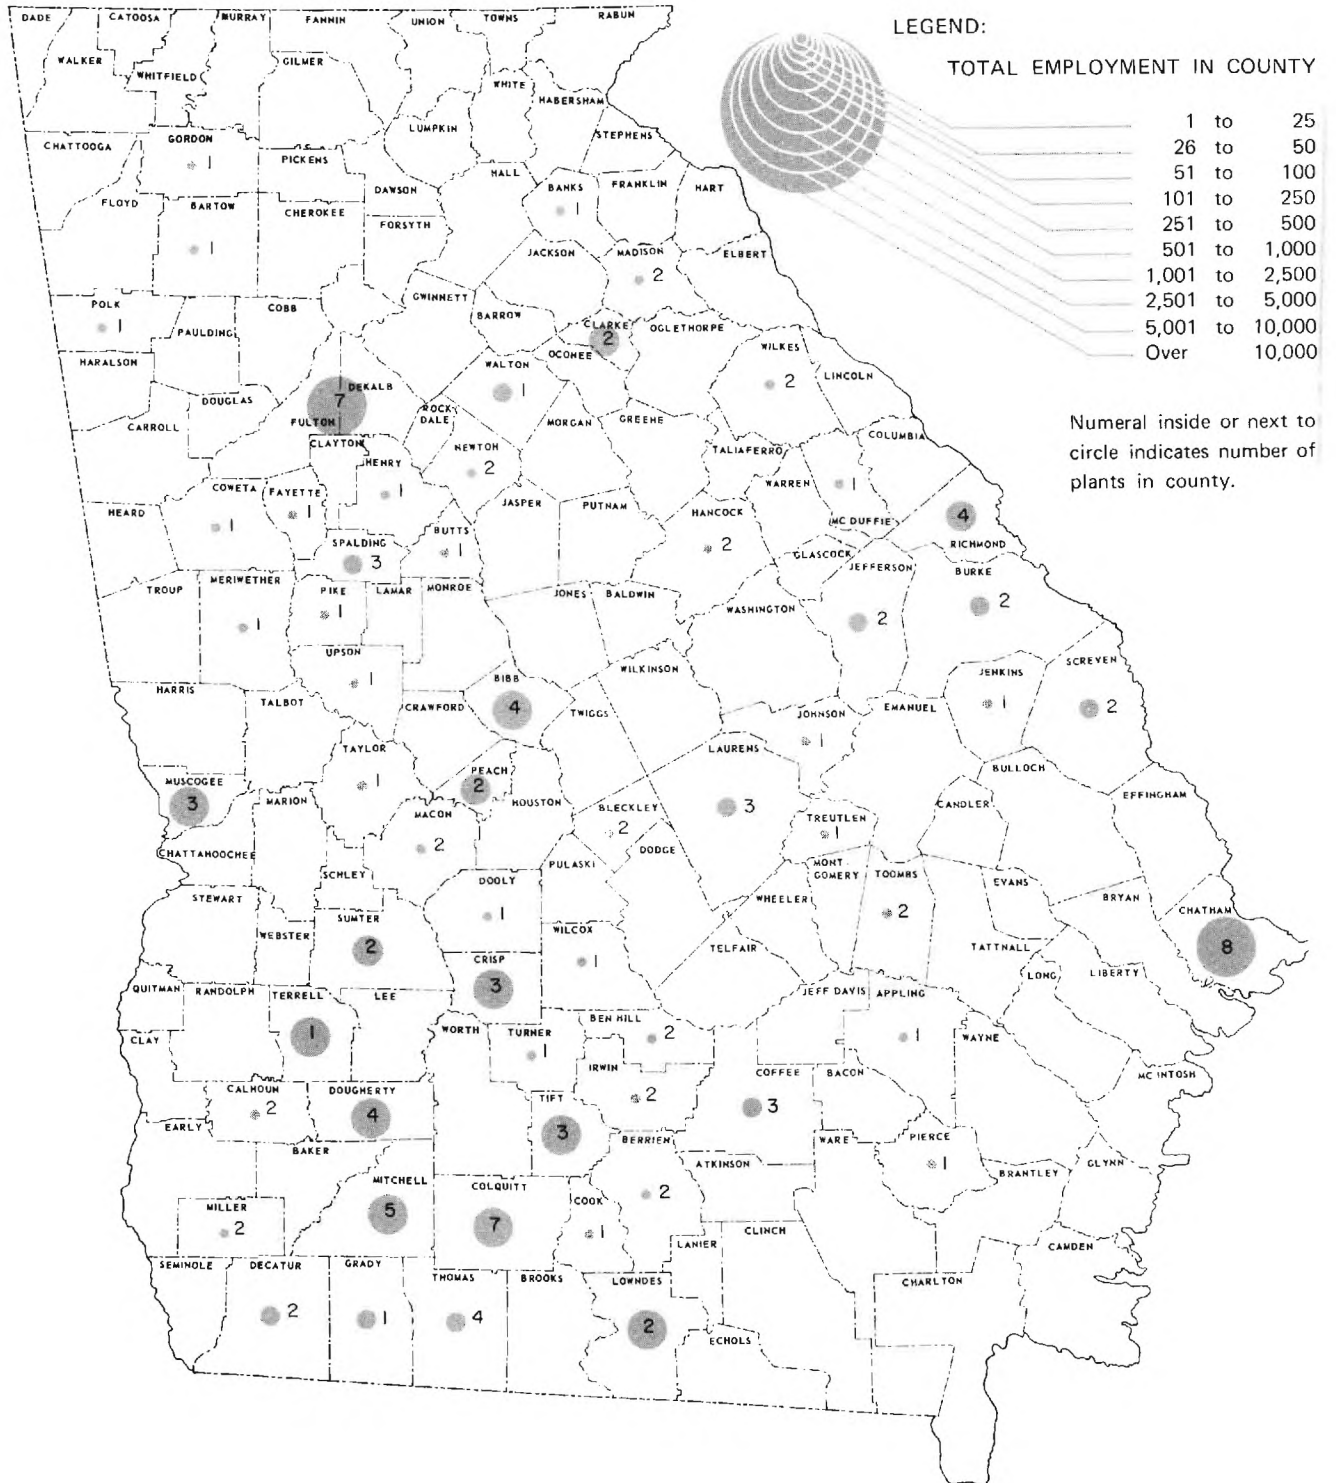 LEGEND:
TOTAL EMPLOYMENT IN COUNTY
1 to 25
26 to 50
51 to 100
101 to 250
251 to 500
501 to 1,000
1,001 to 2,500
2,501 to 5,000
5,001 to 10,000
Over 10,000
Numeral inside or next to
circle indicates number of
plants in county.
DADE
CATOOSA
MURRAY
FANNIN
UNION
TOWNS
RABUN
WALKER
WHITFIELD
GILMER
WHITE
HABERSHAM
LUMPKIN
STEPHENS
CHATTOOGA
GORDON
1
PICKENS
DAWSON
HALL
BANKS
1
FRANKLIN
HART
FLOYD
BARTOW
1
CHEROKEE
FORSYTH
JACKSON
MADISON
2
ELBERT
POLK
1
PAULDING
COBB
GWINNETT
BARROW
CLARKE
2
OGLETHORPE
OCONEE
WALTON
1
WILKES
2
LINCOLN
HARALSON
DOUGLAS
DEKALB
7
FULTON
ROCK
DALE
CARROLL
CLAYTON
HENRY
1
NEWTON
2
MORGAN
GREENE
TALIAFERRO
COLUMBIA
WARREN
1
MC DUFFIE
HEARD
COWETA
1
FAYETTE
1
BUTTS
1
JASPER
PUTNAM
HANCOCK
2
4
RICHMOND
SPALDING
3
GLASCOCK
JEFFERSON
2
BURKE
2
TROUP
MERIWETHER
1
PIKE
1
LAMAR
MONROE
JONES
BALDWIN
WASHINGTON
UPSON
1
WILKINSON
JENKINS
1
SCREVEN
2
HARRIS
TALBOT
CRAWFORD
BIBB
4
TWIGGS
JOHNSON
1
EMANUEL
MUSCOGEE
3
TAYLOR
1
PEACH
2
HOUSTON
LAURENS
3
BULLOCH
EFFINGHAM
MARION
MACON
2
BLECKLEY
2
TREUTLEN
1
CANDLER
CHATTAHOOCHEE
SCHLEY
DOOLY
1
PULASKI
DODGE
MONT
GOMERY
TOOMBS
2
EVANS
BRYAN
STEWART
WEBSTER
SUMTER
2
WILCOX
1
WHEELER
TELFAIR
TATTNALL
CHATHAM
8
CRISP
3
LONG
LIBERTY
QUITMAN
RANDOLPH
TERRELL
1
LEE
JEFF DAVIS
APPLING
1
CLAY
WORTH
TURNER
1
BEN HILL
2
WAYNE
IRWIN
2
COFFEE
3
BACON
MC INTOSH
CALHOUN
2
DOUGHERTY
4
TIFT
3
EARLY
BAKER
BERRIEN
2
WARE
PIERCE
1
ATKINSON
BRANTLEY
GLYNN
MITCHELL
5
COLQUITT
7
COOK
1
MILLER
2
LANIER
CLINCH
CAMDEN
SEMINOLE
DECATUR
2
GRADY
1
THOMAS
4
BROOKS
LOWNDES
2
CHARLTON
ECHOLS